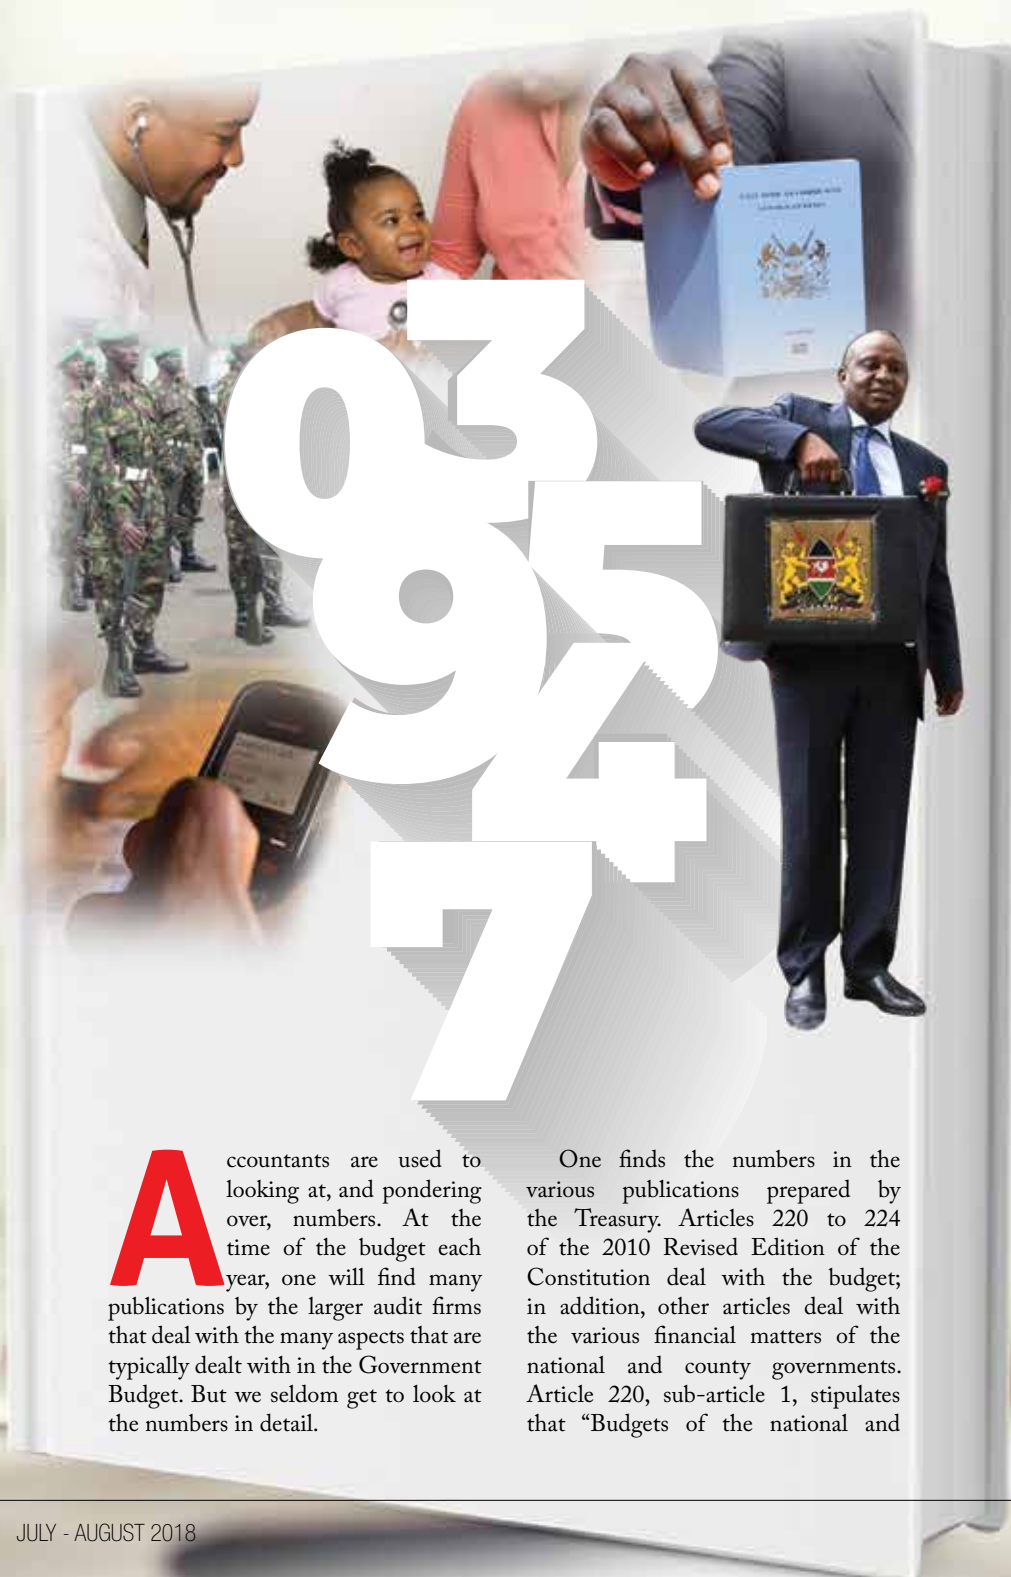 0
3
9
5
4
7
Accountants are used to
looking at, and pondering
over, numbers. At the
time of the budget each
year, one will find many
publications by the larger audit firms
that deal with the many aspects that are
typically dealt with in the Government
Budget. But we seldom get to look at
the numbers in detail.
One finds the numbers in the
various publications prepared by
the Treasury. Articles 220 to 224
of the 2010 Revised Edition of the
Constitution deal with the budget;
in addition, other articles deal with
the various financial matters of the
national and county governments.
Article 220, sub-article 1, stipulates
that “Budgets of the national and
JULY - AUGUST 2018